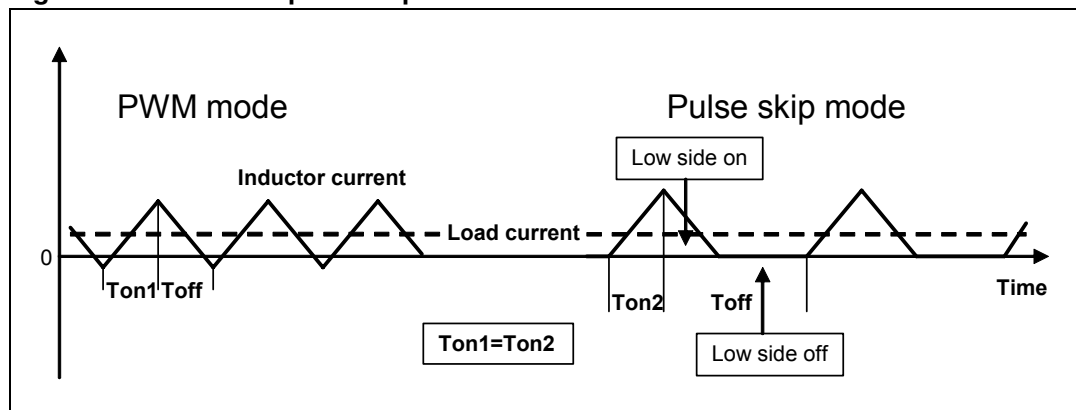 PWM mode
Pulse skip mode
Low side on
Inductor current
Load current
0
Ton1 Toff
Ton2
Toff
Time
Ton1=Ton2
Low side off